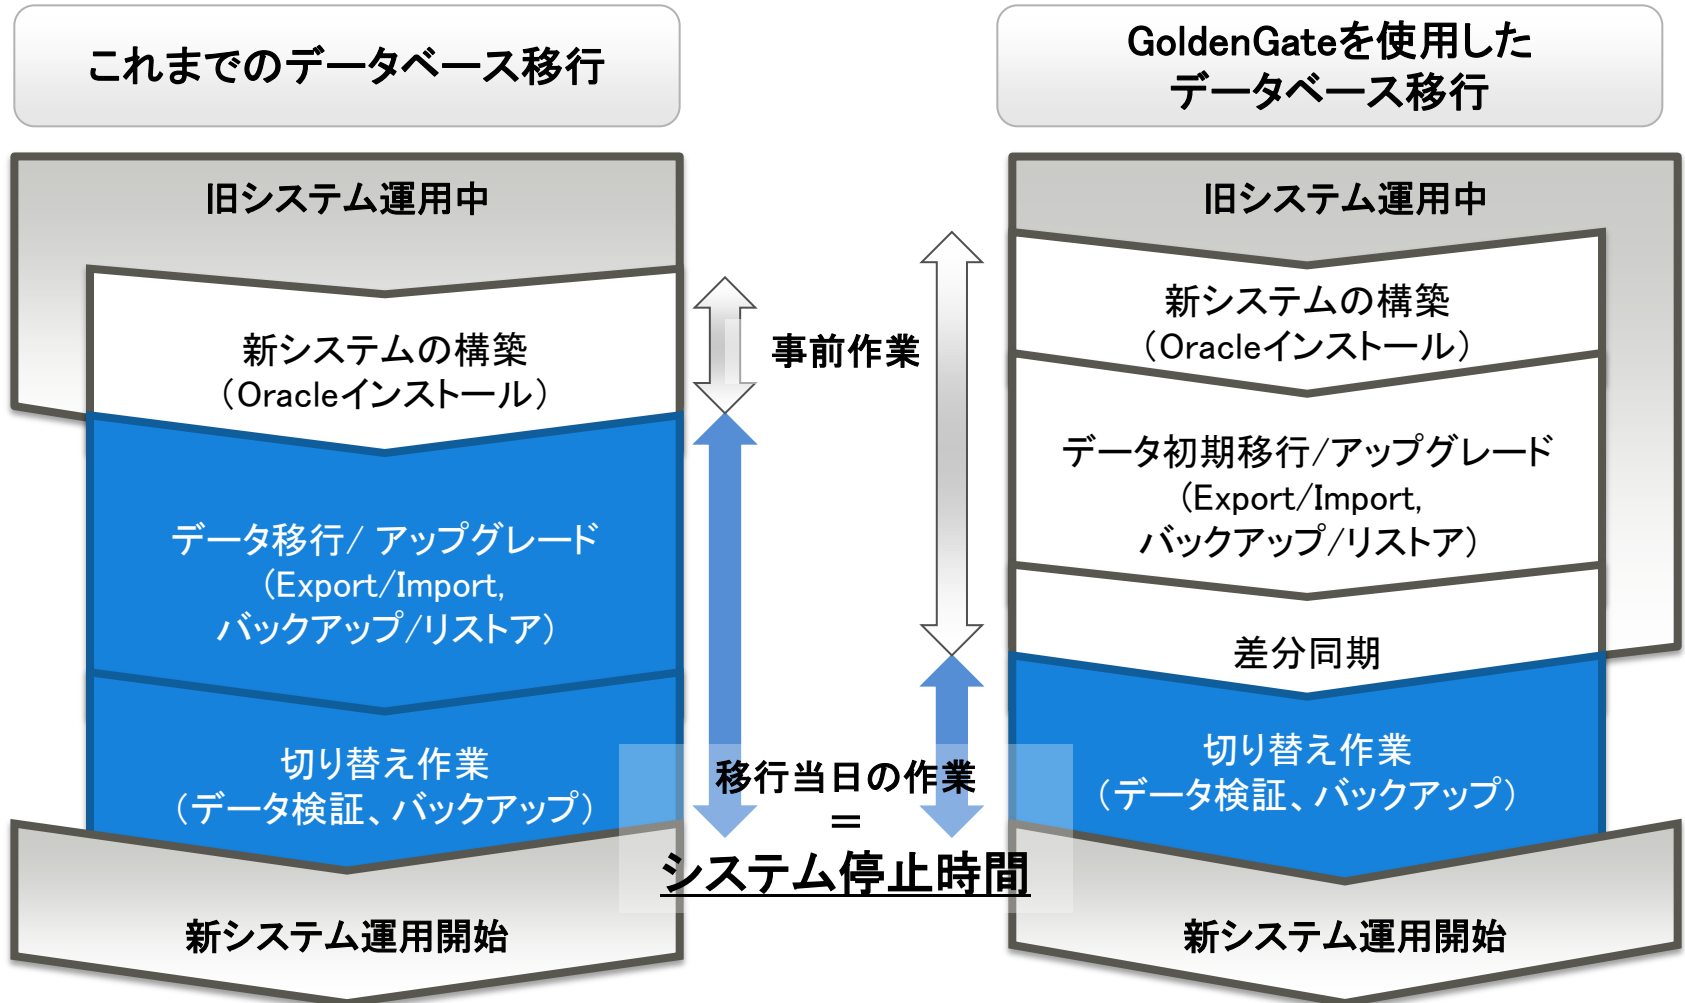 これまでのデータベース移行
旧システム運用中
新システムの構築
（Oracleインストール）
データ移行/ アップグレード
（Export/Import,
バックアップ/リストア）
切り替え作業
（データ検証、バックアップ）
新システム運用開始
事前作業
移行当日の作業
＝
システム停止時間
GoldenGateを使用した
データベース移行
旧システム運用中
新システムの構築
（Oracleインストール）
データ初期移行/アップグレード
（Export/Import,
バックアップ/リストア）
差分同期
切り替え作業
（データ検証、バックアップ）
新システム運用開始